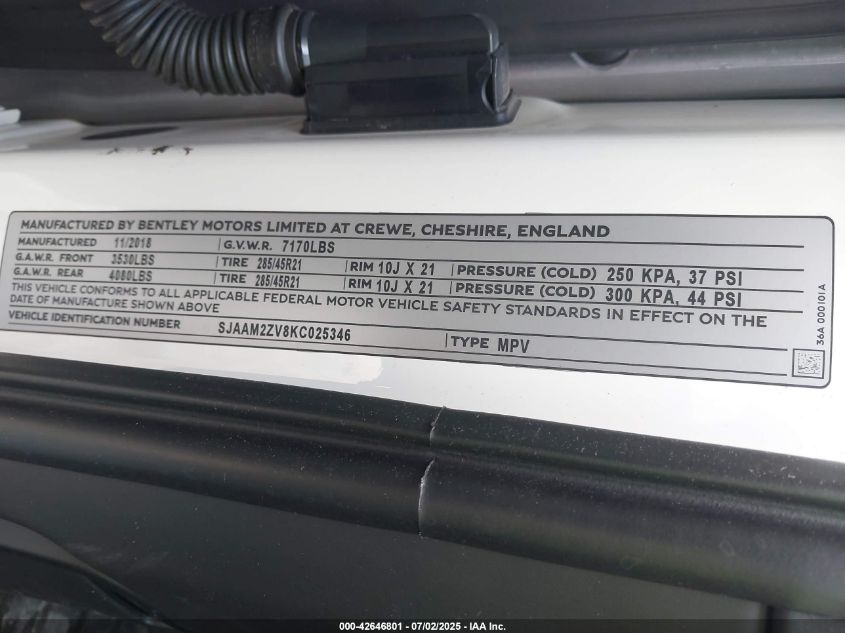 MANUFACTURED BY BENTLEY MOTORS LIMITED AT CREWE, CHESHIRE, ENGLAND
MANUFACTURED 11/2018 G.V.W.R. 7170LBS
G.A.W.R. FRONT 3530LBS TIRE 285/45R21 RIM 10J X 21 PRESSURE (COLD) 250 KPA, 37 PSI
G.A.W.R. REAR 4080LBS TIRE 285/45R21 RIM 10J X 21 PRESSURE (COLD) 300 KPA, 44 PSI
THIS VEHICLE CONFORMS TO ALL APPLICABLE FEDERAL MOTOR VEHICLE SAFETY STANDARDS IN EFFECT ON THE
DATE OF MANUFACTURE SHOWN ABOVE
VEHICLE IDENTIFICATION NUMBER SJAAM2ZV8KC025346 TYPE MPV
36A 000101A
000-42646801 / 07/02/2025 - IAA Inc.